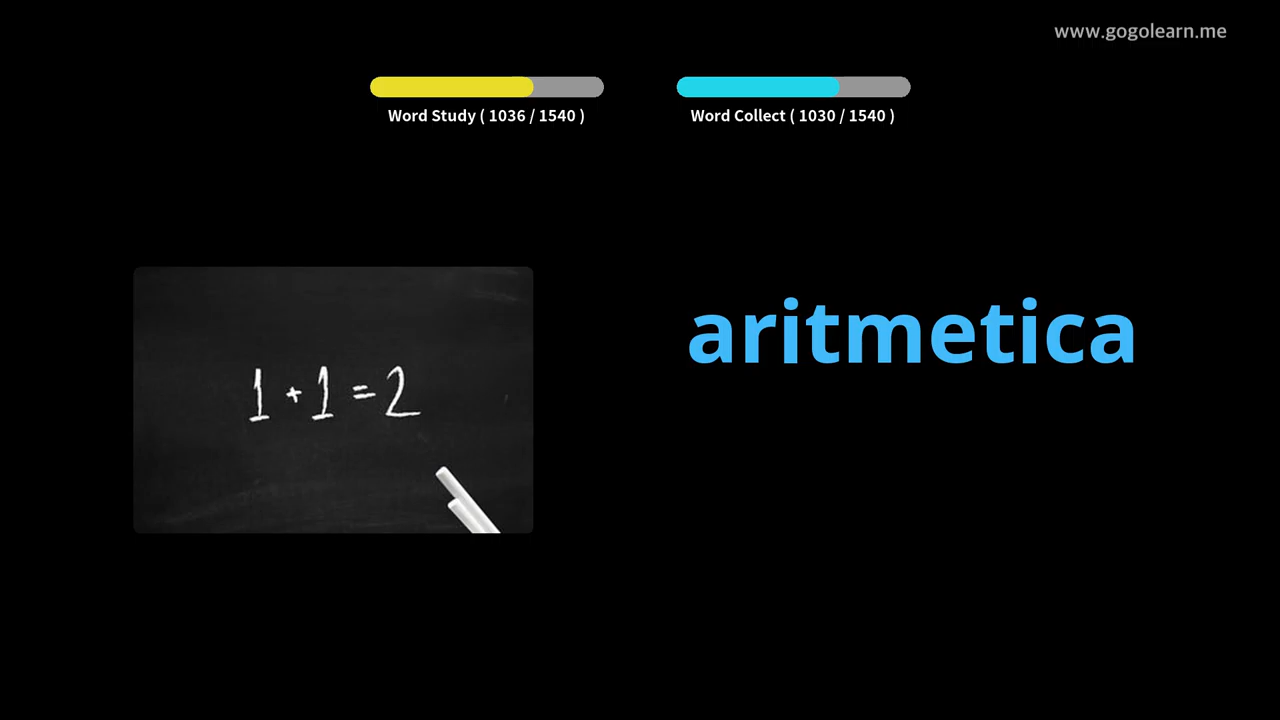 www.gogolearn.me
Word Study ( 1036 / 1540 )
Word Collect ( 1030 / 1540 )
aritmetica
1 + 1 = 2